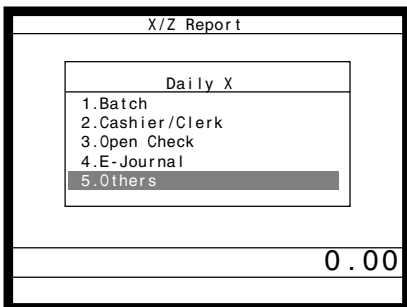 X/Z Report
Daily X
1.Batch
2.Cashier/Clerk
3.Open Check
4.E-Journal
5.Others
0.00